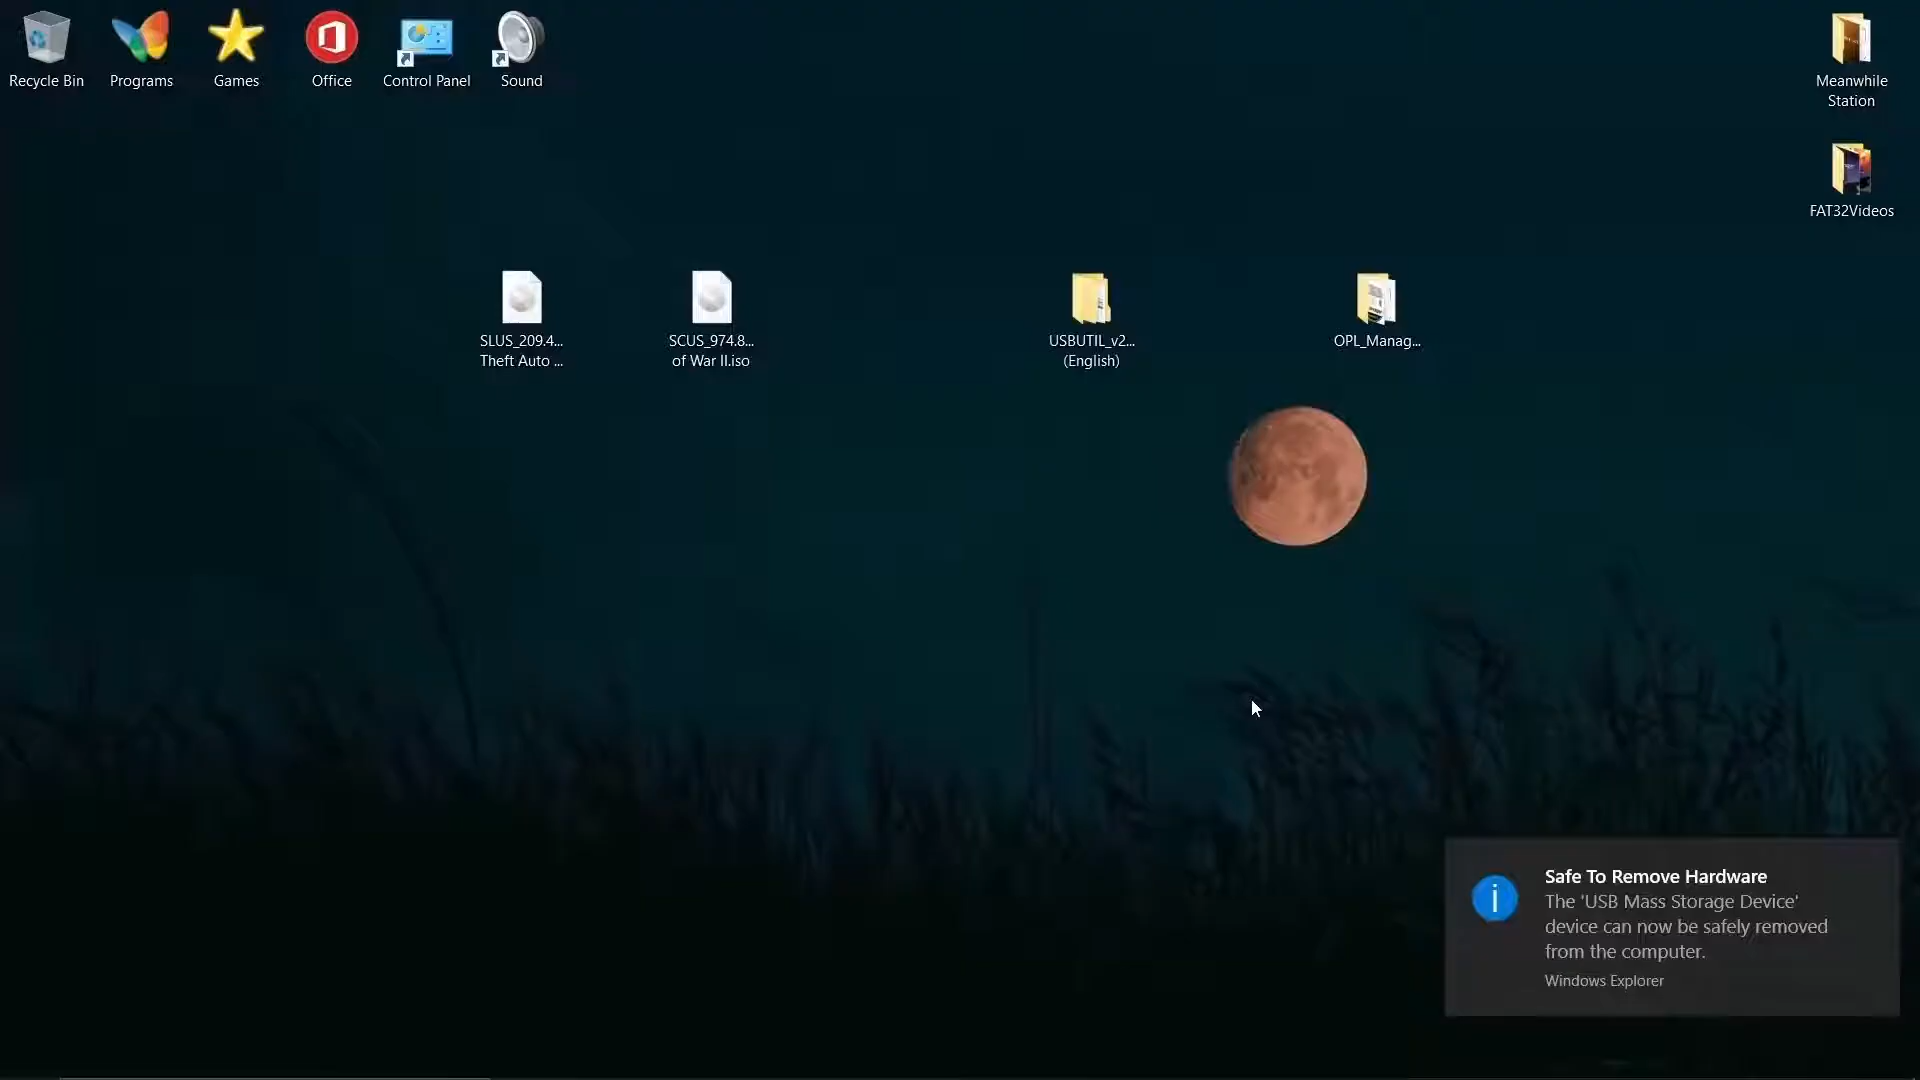 Recycle Bin
Programs
Games
Office
Control Panel
Sound
Meanwhile
Station
FAT32Videos
SLUS_209.4...
Theft Auto ...
SCUS_974.8...
of War II.iso
USBUTIL_v2...
(English)
OPL_Manag...
Safe To Remove Hardware
The 'USB Mass Storage Device'
device can now be safely removed
from the computer.
Windows Explorer